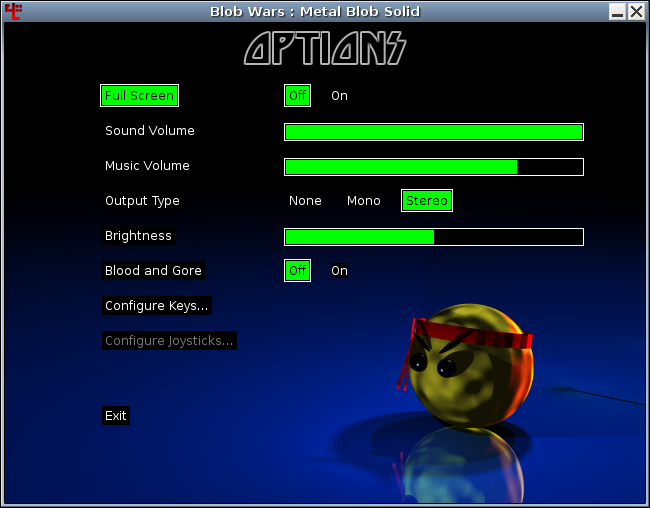 Blob Wars : Metal Blob Solid
OPTIONS
Full Screen Off On
Sound Volume
Music Volume
Output Type None Mono Stereo
Brightness
Blood and Gore Off On
Configure Keys...
Configure Joysticks...
Exit